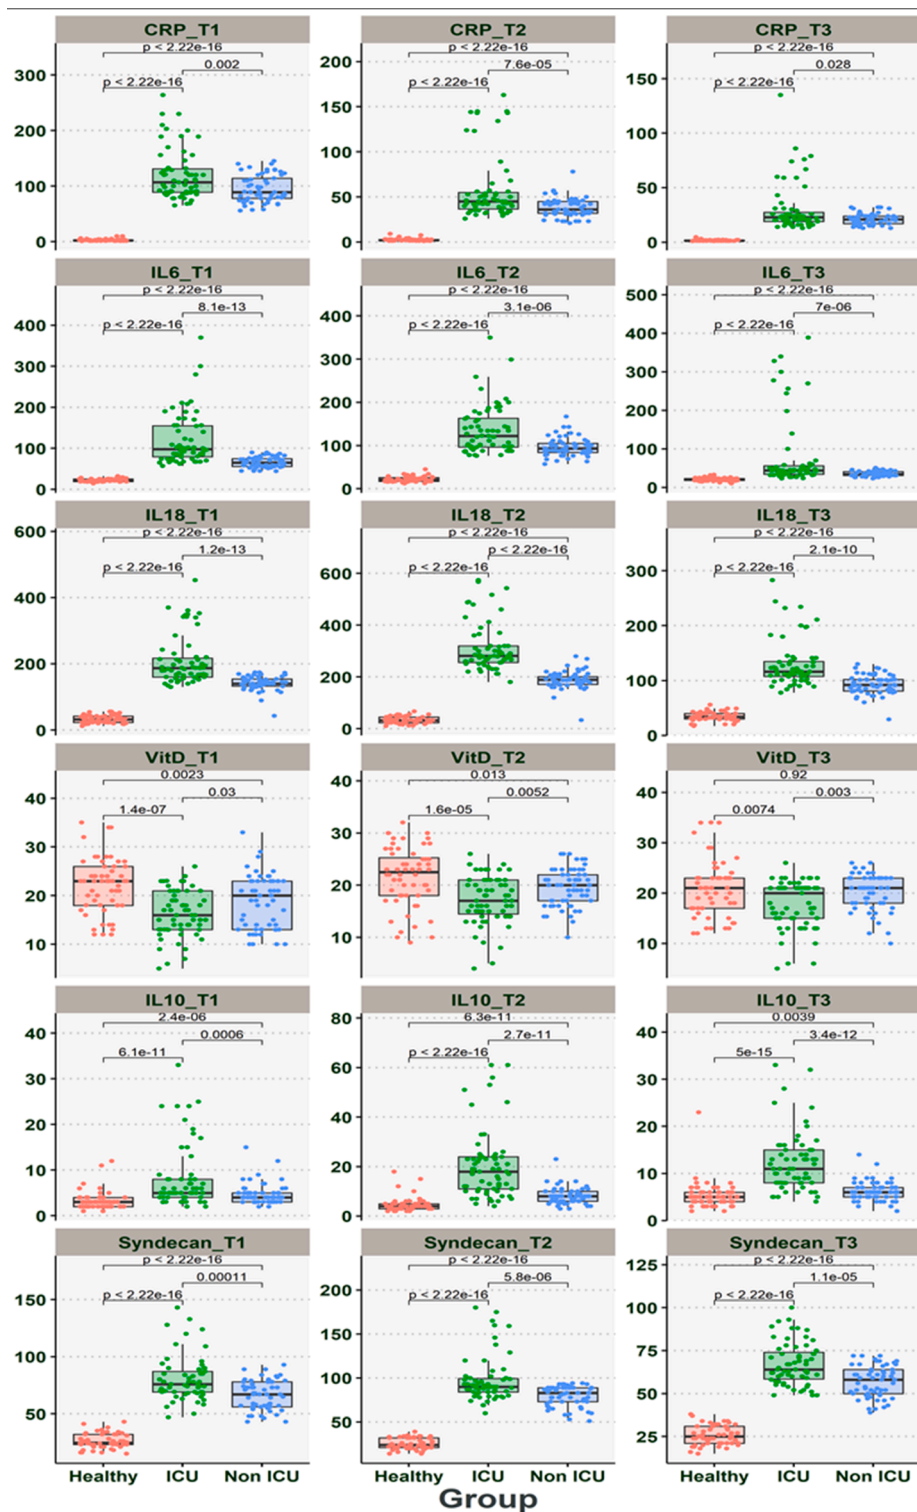 CRP_T1 CRP_T2 CRP_T3
p < 2.22e-16 200 p < 2.22e-16 p < 2.22e-16
300 0.002 7.6e-05 150 0.028
p < 2.22e-16 p < 2.22e-16 p < 2.22e-16
200 150 100
100 100 50
50
0 0 0
IL6_T1 IL6_T2 IL6_T3
p < 2.22e-16 p < 2.22e-16 500 p < 2.22e-16
400 8.1e-13 400 3.1e-06 7e-06
p < 2.22e-16 p < 2.22e-16 400 p < 2.22e-16
300 300 300
200 200 200
100 100 100
0 0 0
IL18_T1 IL18_T2 IL18_T3
600 p < 2.22e-16 p < 2.22e-16 p < 2.22e-16
1.2e-13 p < 2.22e-16 2.1e-10
p < 2.22e-16 600 p < 2.22e-16 300 p < 2.22e-16
400 400 200
200 200 100
0 0 0
VitD_T1 VitD_T2 VitD_T3
0.0023 40 0.013 0.92
40 0.03 0.0052 40 0.003
1.4e-07 1.6e-05 0.0074
30 30 30
20 20 20
10 10 10
IL10_T1 IL10_T2 IL10_T3
2.4e-06 80 6.3e-11 0.0039
40 0.0006 2.7e-11 40 3.4e-12
6.1e-11 60 p < 2.22e-16 5e-15
30 40 30
20 20
10 20 10
0 0 0
Syndecan_T1 Syndecan_T2 Syndecan_T3
p < 2.22e-16 p < 2.22e-16 125 p < 2.22e-16
0.00011 200 5.8e-06 1.1e-05
150 p < 2.22e-16 p < 2.22e-16 100 p < 2.22e-16
100 150 75
100 50
50 50 25
Healthy ICU Non ICU Healthy ICU Non ICU Healthy ICU Non ICU
Group